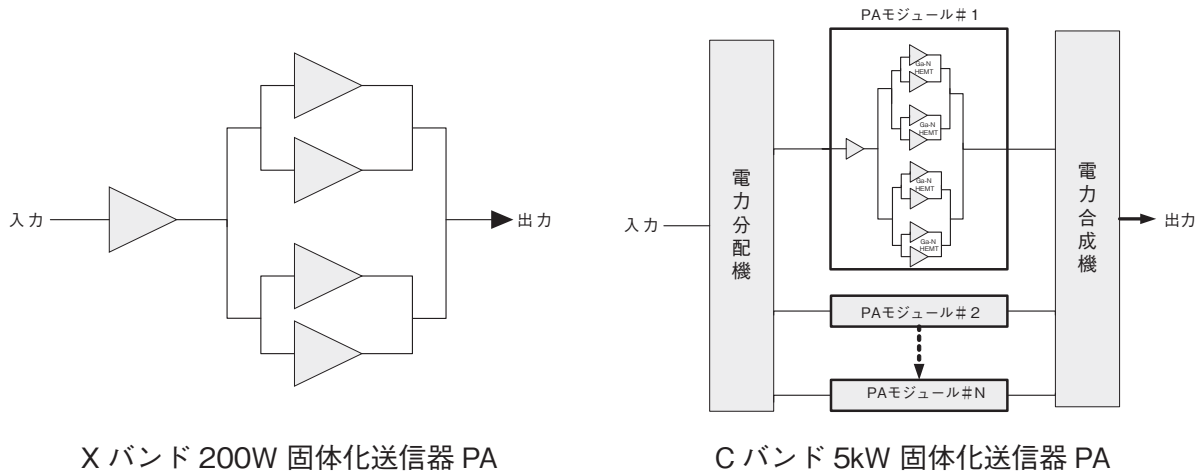 入力
出力
X バンド 200W 固体化送信器 PA
入力
電力分配機
PAモジュール＃1
Ga-N
HEMT
Ga-N
HEMT
Ga-N
HEMT
Ga-N
HEMT
PAモジュール＃2
PAモジュール＃N
電力合成機
出力
C バンド 5kW 固体化送信器 PA